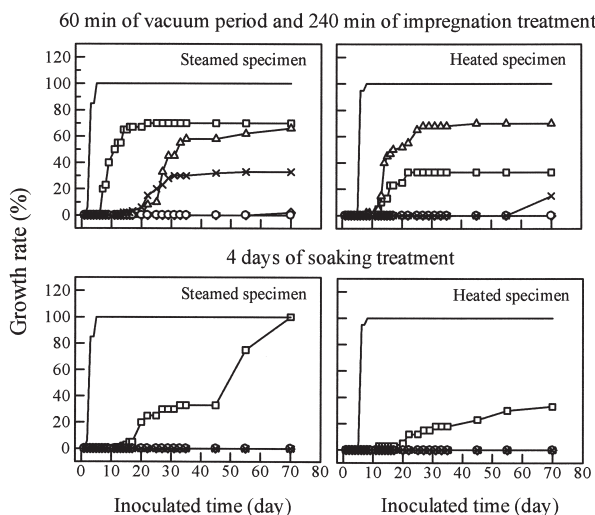 60 min of vacuum period and 240 min of impregnation treatment
Steamed specimen
Heated specimen
120
100
80
60
40
20
0
4 days of soaking treatment
Steamed specimen
Heated specimen
120
100
80
60
40
20
0
0 10 20 30 40 50 60 70 80
0 10 20 30 40 50 60 70 80
Growth rate (%)
Inoculated time (day)
Inoculated time (day)